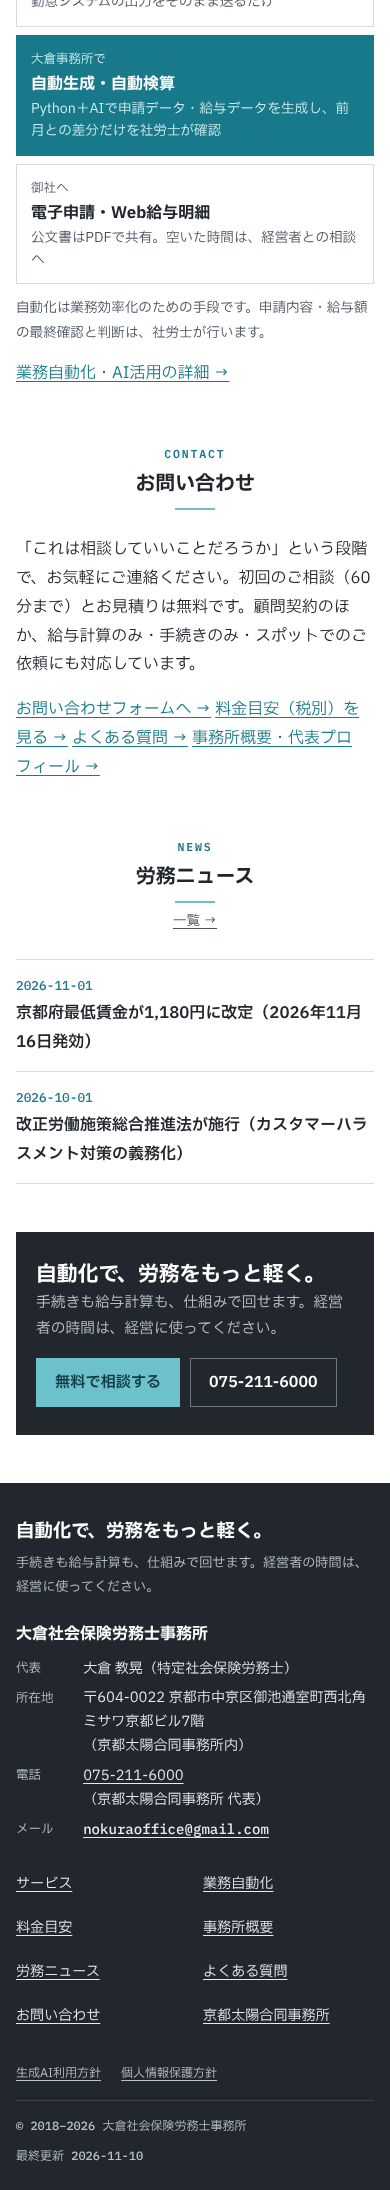 勤怠システムの出力をそのまま送るだけ
大倉事務所で
自動生成・自動検算
Python＋AIで申請データ・給与データを生成し、前
月との差分だけを社労士が確認
御社へ
電子申請・Web給与明細
公文書はPDFで共有。空いた時間は、経営者との相談
へ
自動化は業務効率化のための手段です。申請内容・給与額
の最終確認と判断は、社労士が行います。
業務自動化・AI活用の詳細 →
CONTACT
お問い合わせ
「これは相談していいことだろうか」という段階
で、お気軽にご連絡ください。初回のご相談（60
分まで）とお見積りは無料です。顧問契約のほ
か、給与計算のみ・手続きのみ・スポットでのご
依頼にも対応しています。
お問い合わせフォームへ → 料金目安（税別）を
見る → よくある質問 → 事務所概要・代表プロ
フィール →
NEWS
労務ニュース
一覧 →
2026-11-01
京都府最低賃金が1,180円に改定（2026年11月
16日発効）
2026-10-01
改正労働施策総合推進法が施行（カスタマーハラ
スメント対策の義務化）
自動化で、労務をもっと軽く。
手続きも給与計算も、仕組みで回せます。経営
者の時間は、経営に使ってください。
無料で相談する 075-211-6000
自動化で、労務をもっと軽く。
手続きも給与計算も、仕組みで回せます。経営者の時間は、
経営に使ってください。
大倉社会保険労務士事務所
代表 大倉 教晃（特定社会保険労務士）
所在地 〒604-0022 京都市中京区御池通室町西北角
ミサワ京都ビル7階
（京都太陽合同事務所内）
電話 075-211-6000
（京都太陽合同事務所 代表）
メール nokuraoffice@gmail.com
サービス 業務自動化
料金目安 事務所概要
労務ニュース よくある質問
お問い合わせ 京都太陽合同事務所
生成AI利用方針 個人情報保護方針
© 2018–2026 大倉社会保険労務士事務所
最終更新 2026-11-10